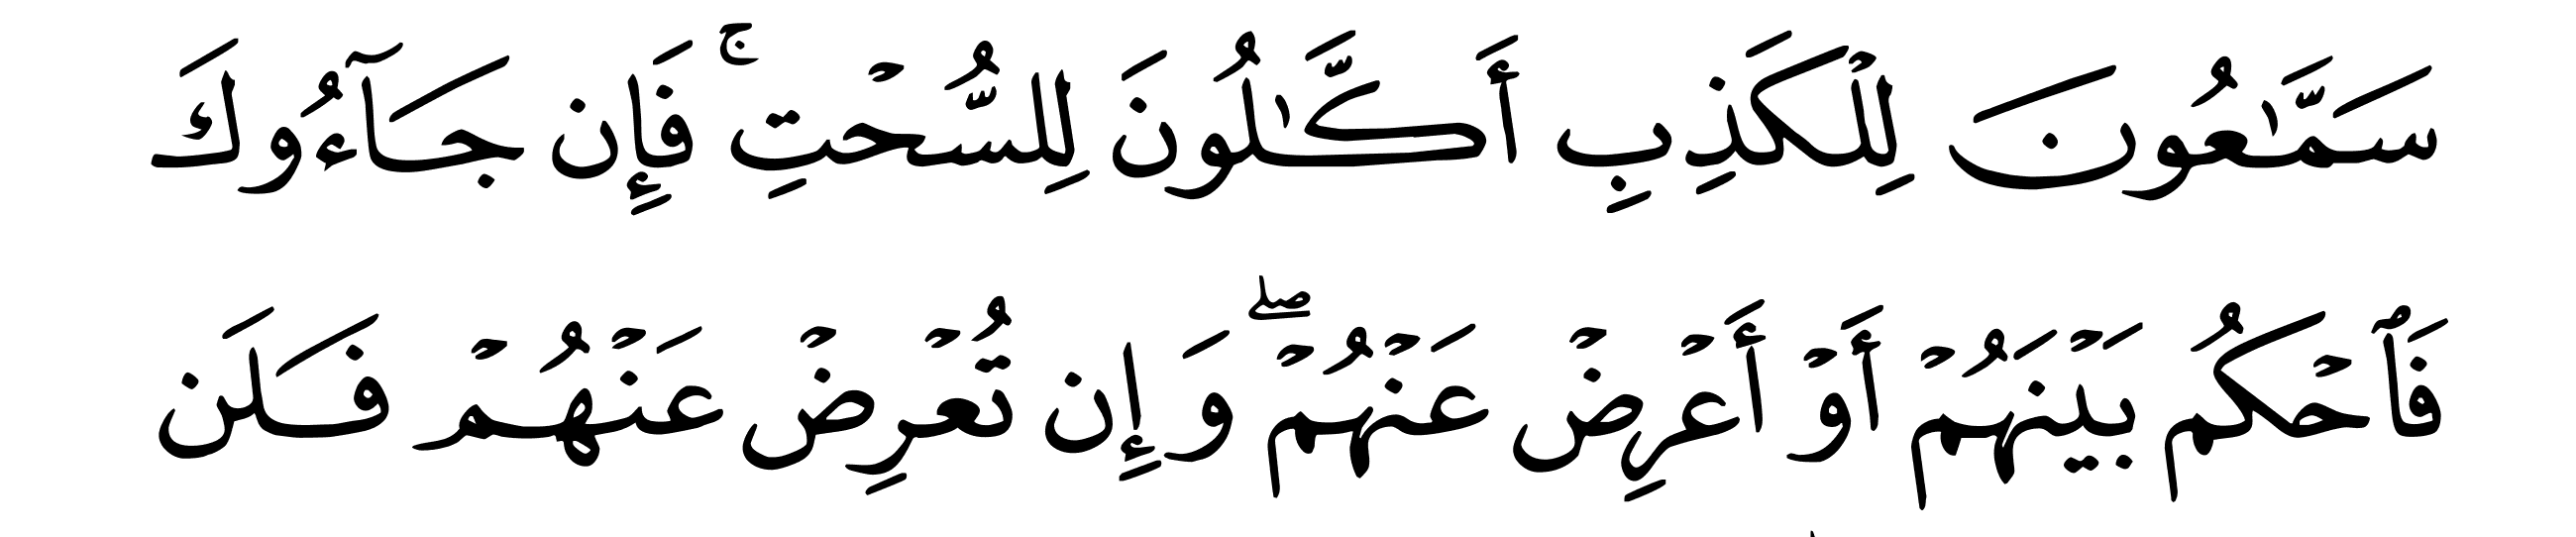 سَمَّٰعُونَ لِلۡكَذِبِ أَكَّٰلُونَ لِلسُّحۡتِۚ فَإِن جَآءُوكَ
فَٱحۡكُم بَيۡنَهُمۡ أَوۡ أَعۡرِضۡ عَنۡهُمۡۖ وَإِن تُعۡرِضۡ عَنۡهُمۡ فَلَن